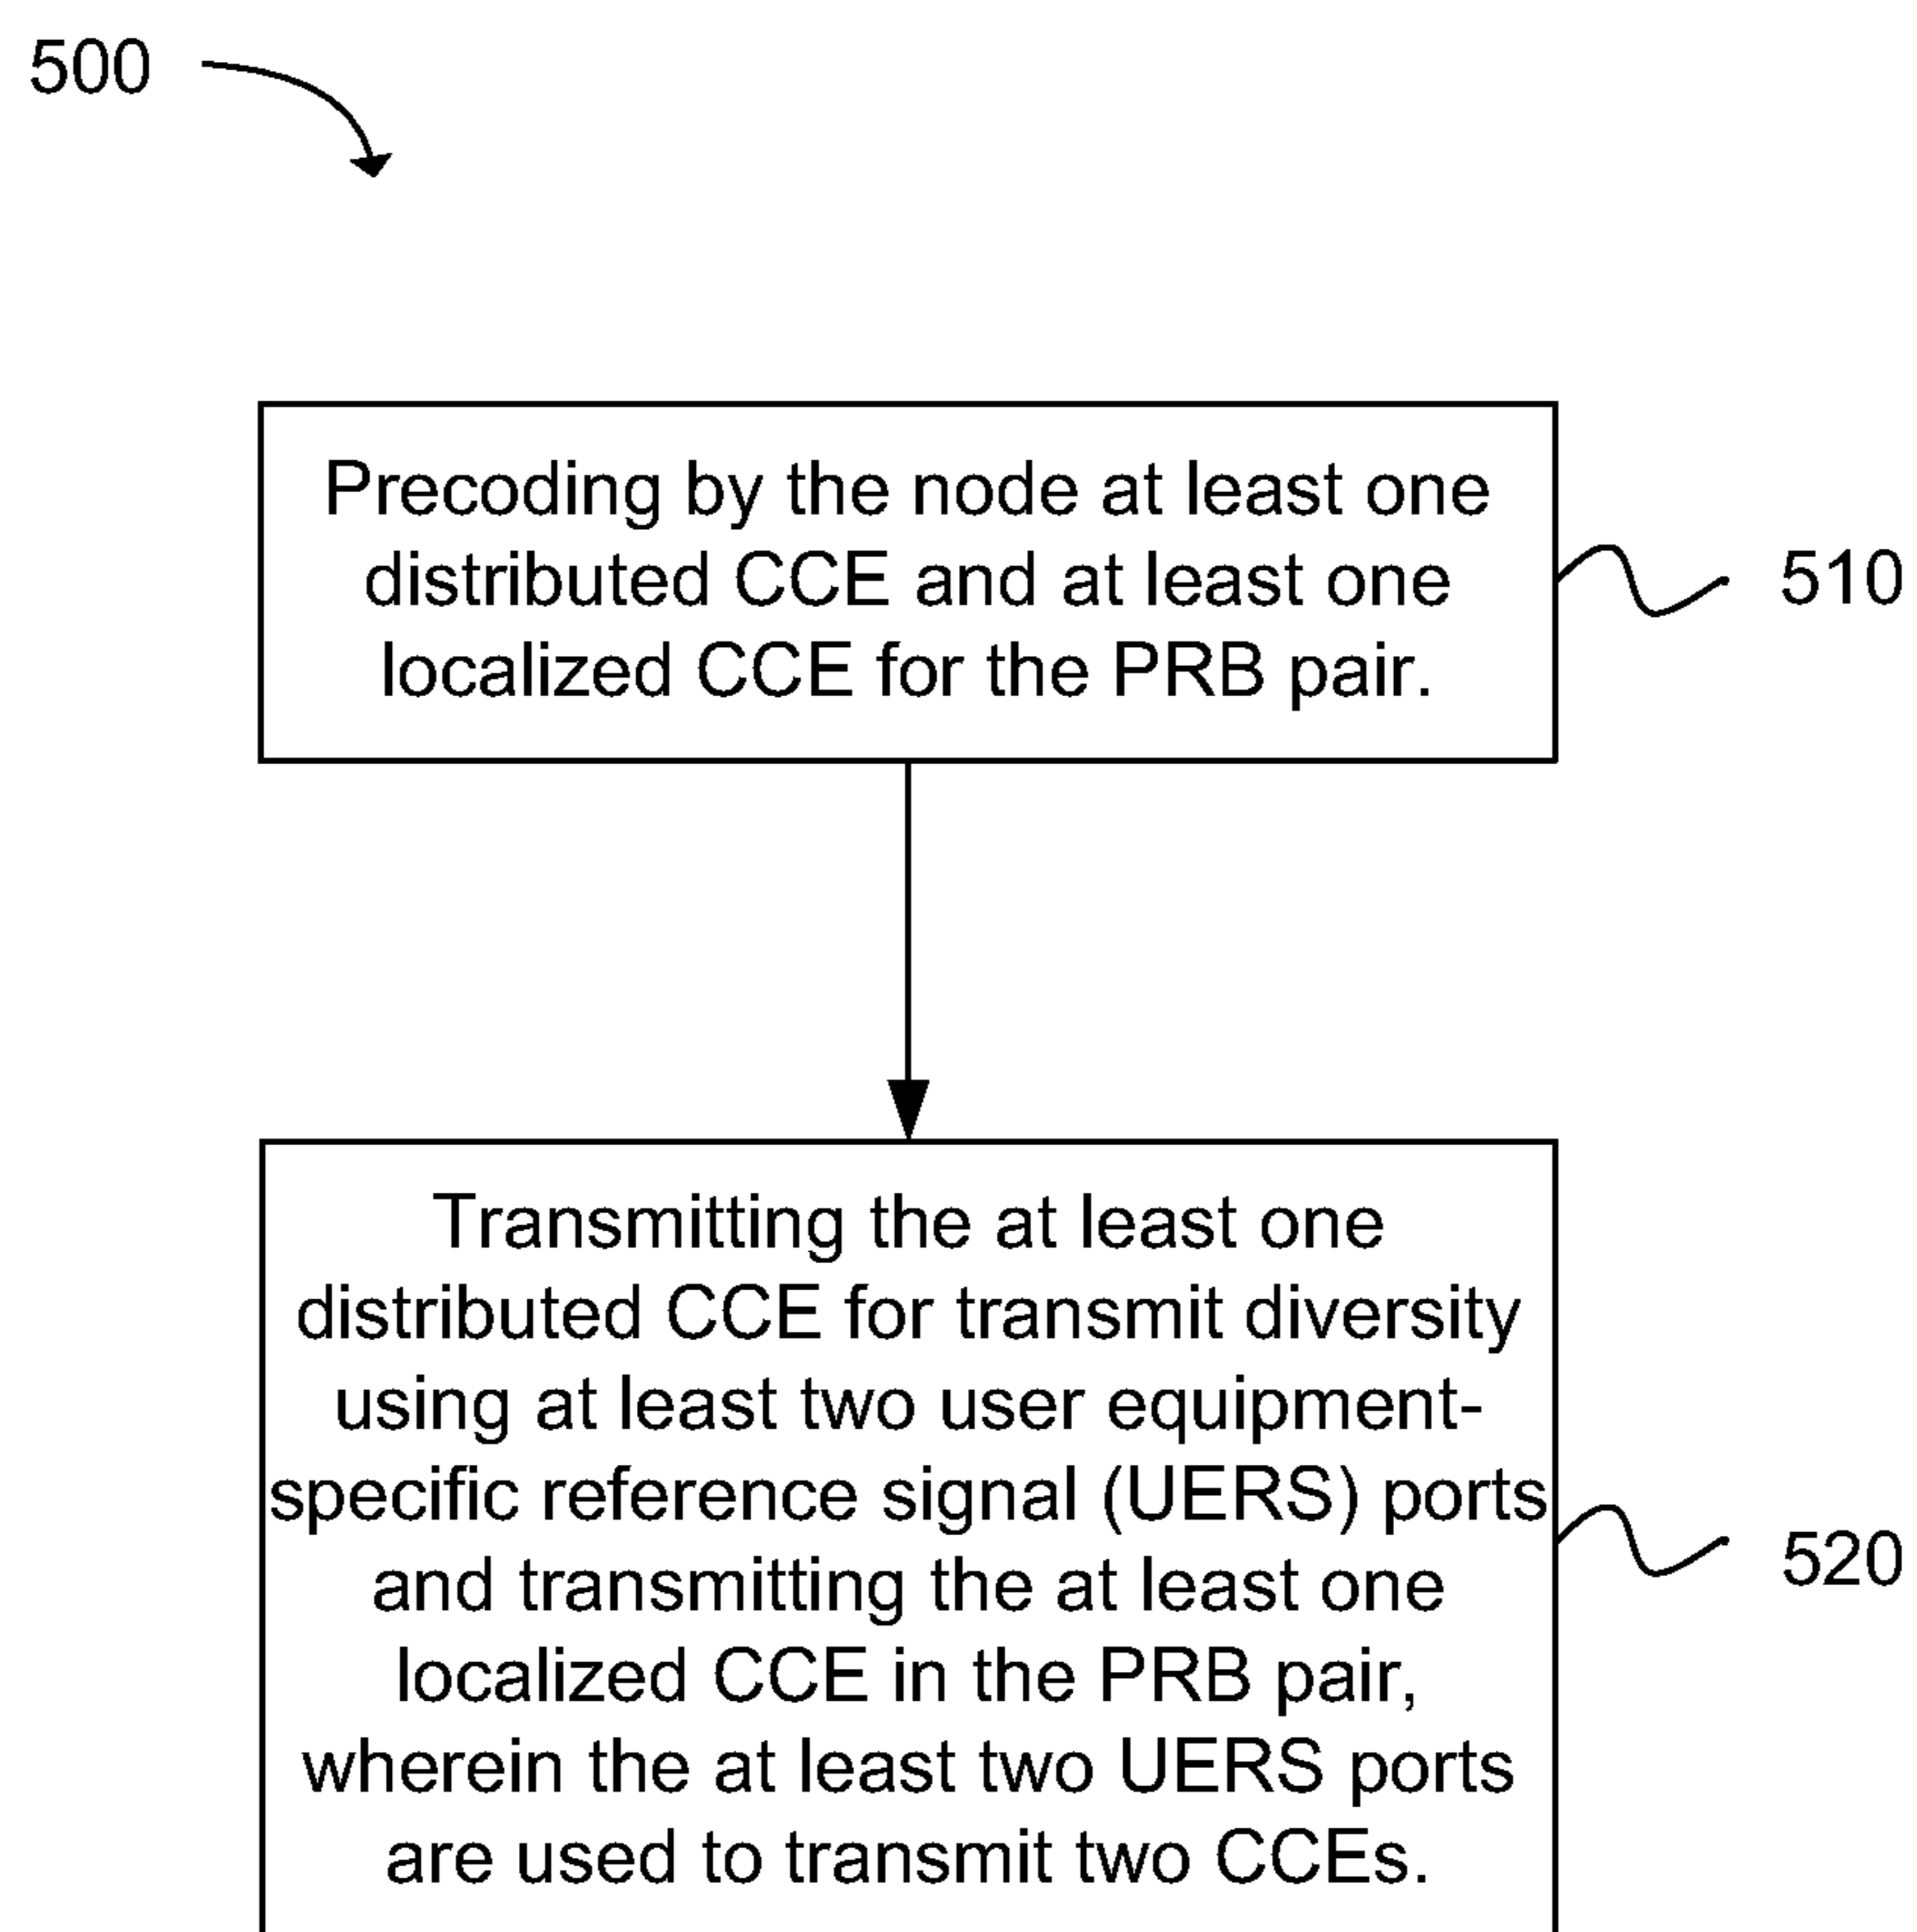 500
Precoding by the node at least one
distributed CCE and at least one
localized CCE for the PRB pair.
510
Transmitting the at least one
distributed CCE for transmit diversity
using at least two user equipment-
specific reference signal (UERS) ports
and transmitting the at least one
localized CCE in the PRB pair,
wherein the at least two UERS ports
are used to transmit two CCEs.
520